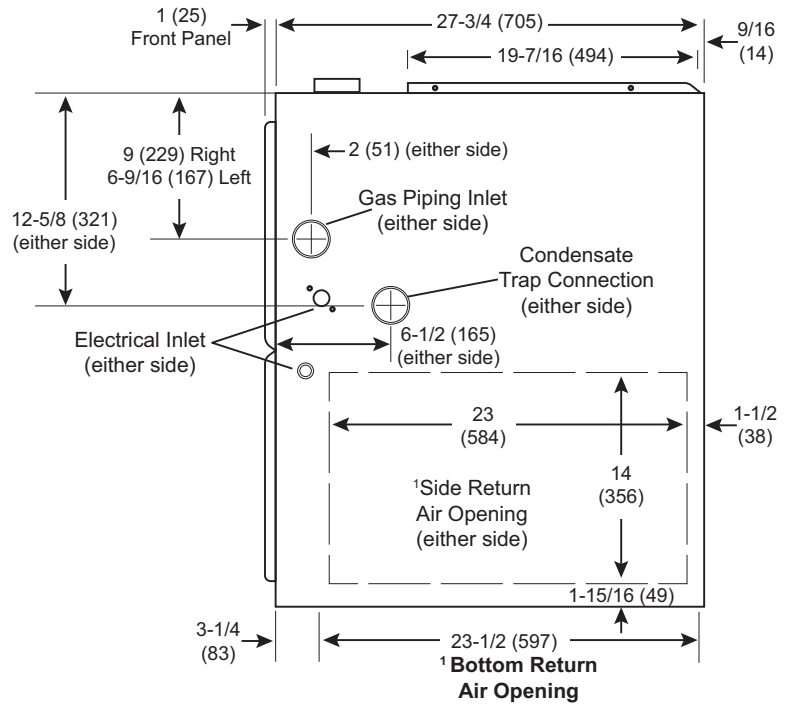 1 (25)
Front Panel
27-3/4 (705)
9/16
(14)
19-7/16 (494)
9 (229) Right
6-9/16 (167) Left
2 (51) (either side)
12-5/8 (321)
(either side)
Gas Piping Inlet
(either side)
Condensate
Trap Connection
(either side)
Electrical Inlet
(either side)
6-1/2 (165)
(either side)
23
(584)
1-1/2
(38)
14
(356)
¹Side Return
Air Opening
(either side)
1-15/16 (49)
3-1/4
(83)
23-1/2 (597)
¹ Bottom Return
Air Opening